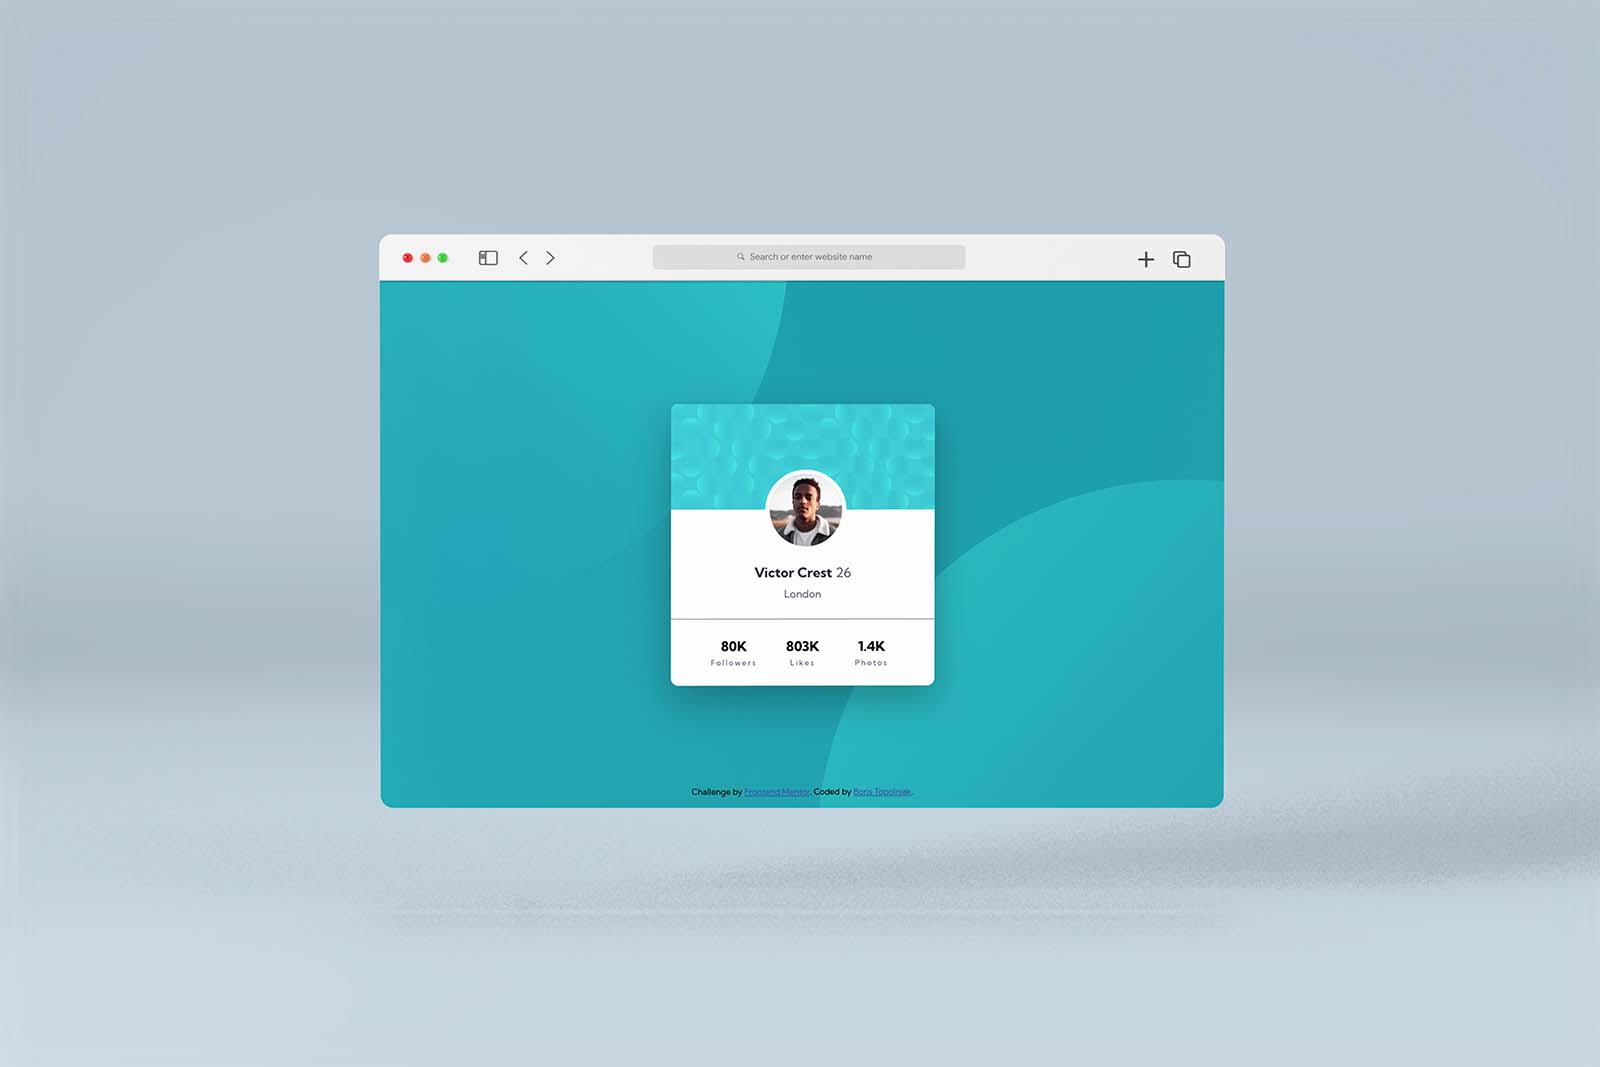 Search or enter website name
Victor Crest 26
London
80K 803K 1.4K
Followers Likes Photos
Challenge by Frontend Mentor. Coded by Boris Topolniak.